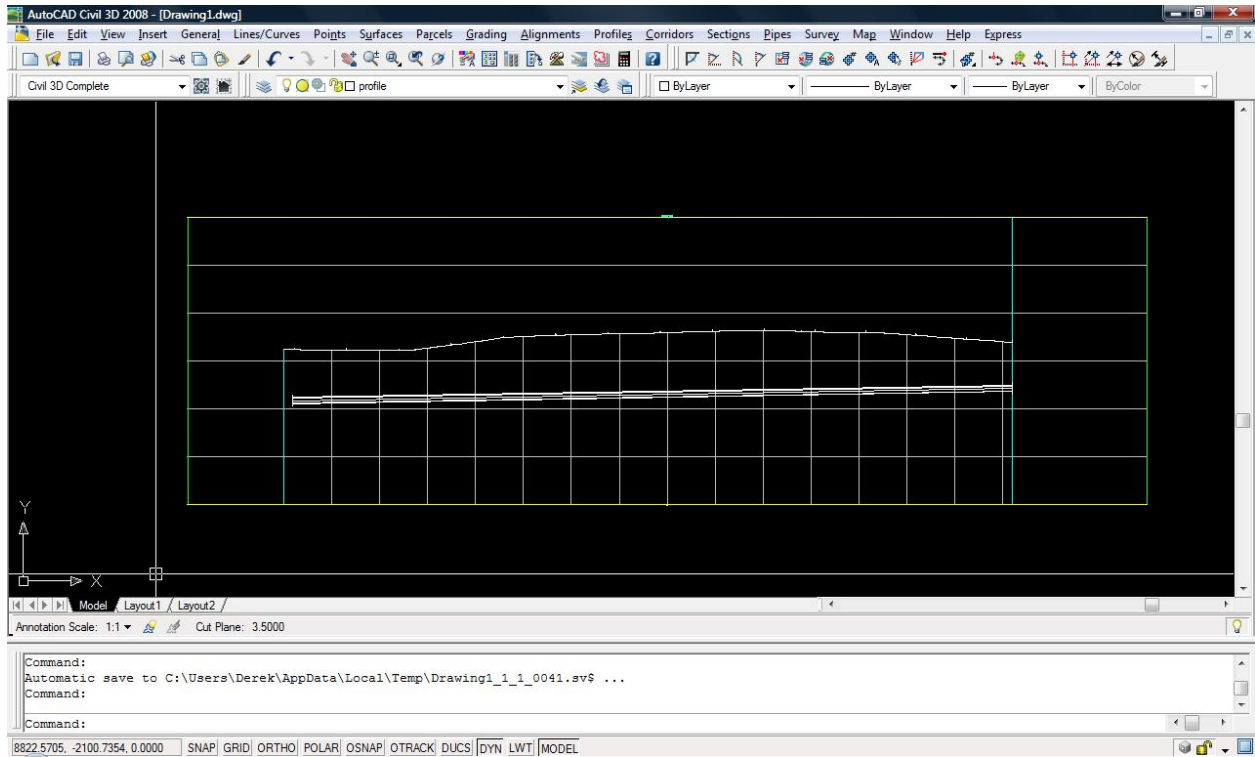 AutoCAD Civil 3D 2008 - [Drawing1.dwg]
File Edit View Insert General Lines/Curves Points Surfaces Parcels Grading Alignments Profiles Corridors Sections Pipes Survey Map Window Help Express
Civil 3D Complete profile ByLayer ByLayer ByLayer ByColor
Y
X
Model Layout1 Layout2
Annotation Scale: 1:1 Cut Plane: 3.5000
Command:
Automatic save to C:\Users\Derek\AppData\Local\Temp\Drawing1_1_1_0041.sv$ ...
Command:
Command:
8822.5705, -2100.7354, 0.0000 SNAP GRID ORTHO POLAR OSNAP OTRACK DUCS DYN LWT MODEL